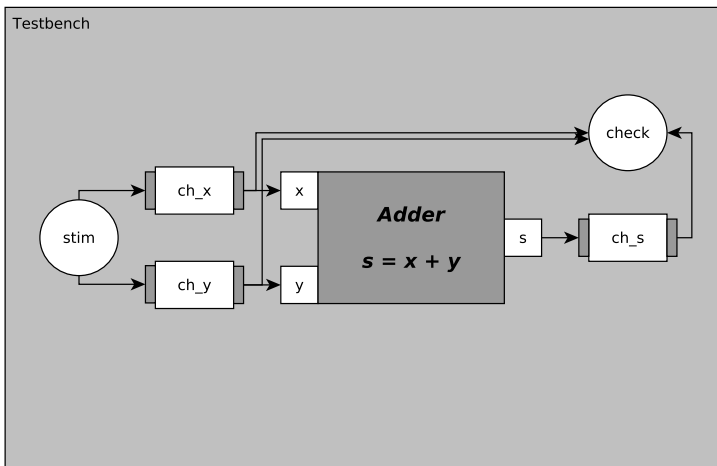 Testbench
check
ch_x
x
Adder
stim
s
ch_s
s = x + y
ch_y
y